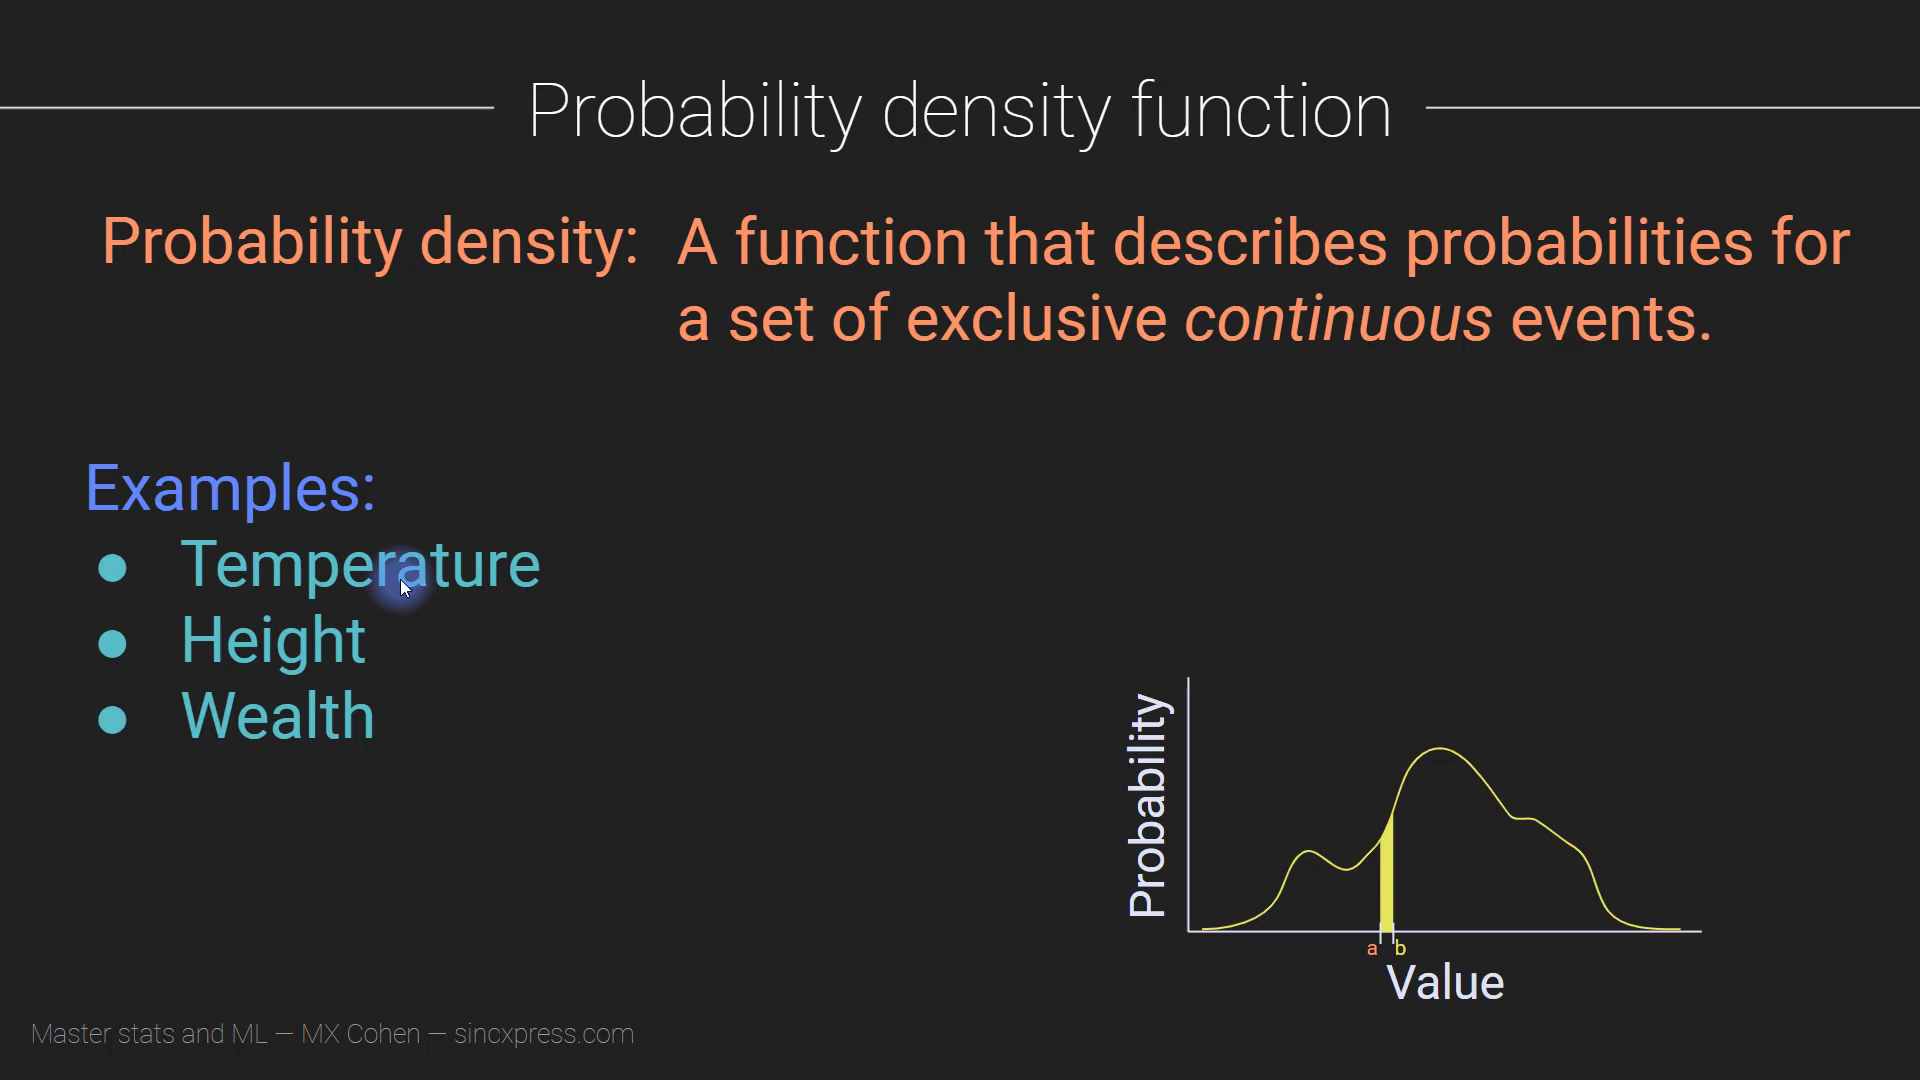 Probability density function
Probability density: A function that describes probabilities for
a set of exclusive continuous events.
Examples:
● Temperature
● Height
● Wealth
Probability
a b
Value
Master stats and ML — MX Cohen — sincxpress.com